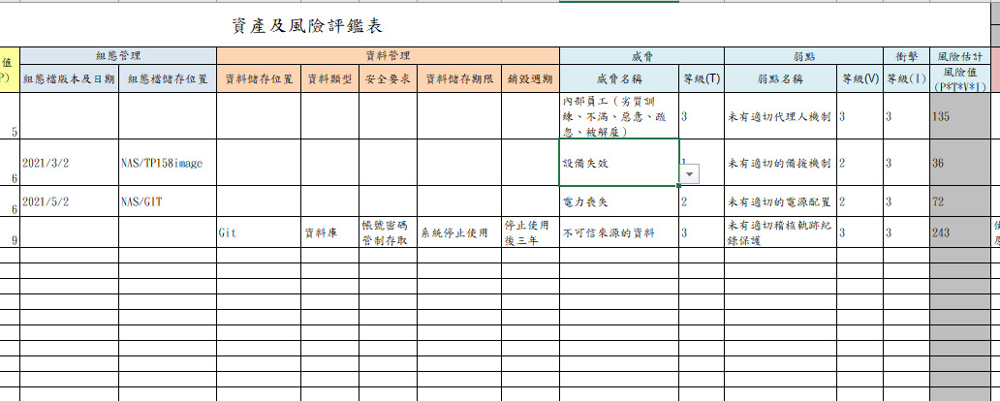 資產及風險評鑑表
值 組態管理 資料管理 威脅 弱點 衝擊 風險估計
P) 組態檔版本及日期 組態檔儲存位置 資料儲存位置 資料類型 安全要求 資料儲存期限 銷毀週期 威脅名稱 等級(T) 弱點名稱 等級(V) 等級(I) 風險值
(P*T*V*I)
5 內部員工（劣質訓
練、不滿、惡意、疏
忽、被解雇） 3 未有適切代理人機制 3 3 135
6 2021/3/2 NAS/TP158image 設備失效 1 未有適切的備援機制 2 3 36
6 2021/5/2 NAS/GIT 電力喪失 2 未有適切的電源配置 2 3 72
9 Git 資料庫 帳號密碼
管制存取 系統停止使用 停止使用
後三年 不可信來源的資料 3 未有適切稽核軌跡紀
錄保護 3 3 243